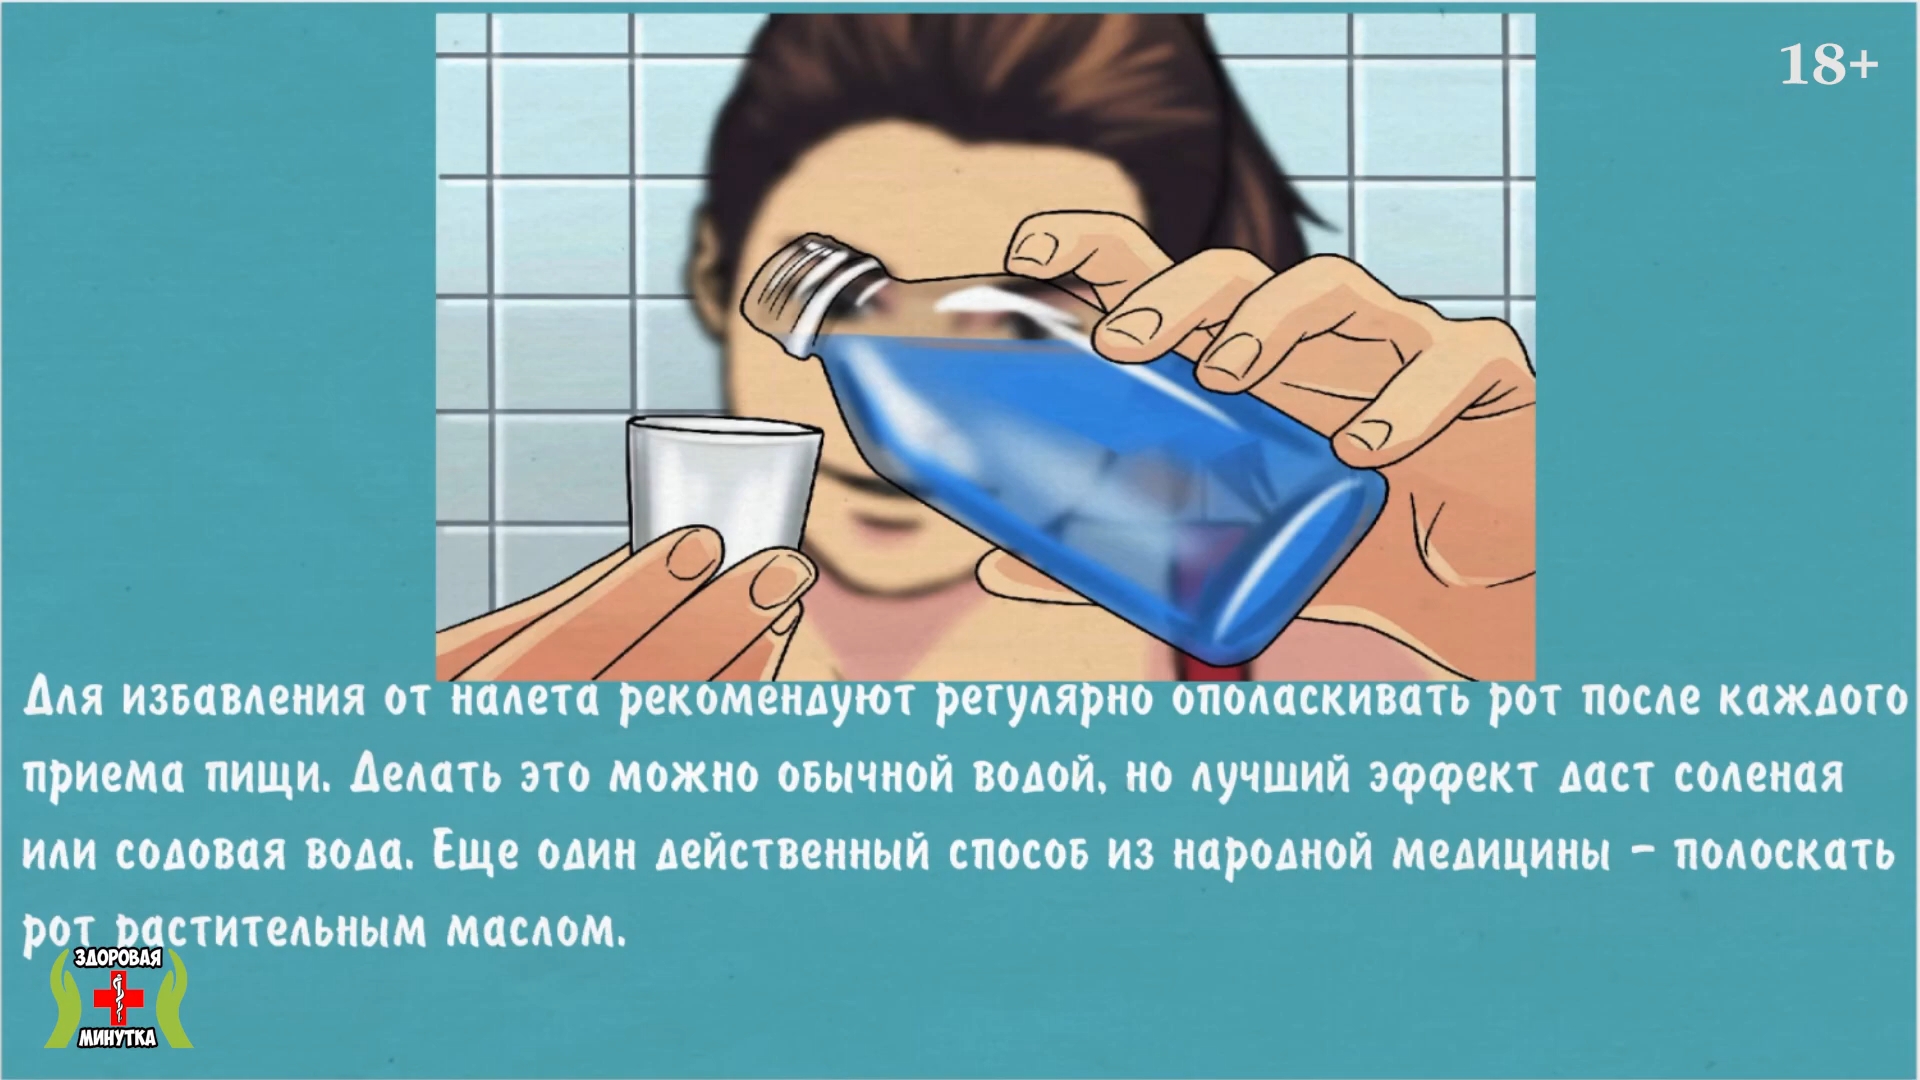 18+
Для избавления от налета рекомендуют регулярно ополаскивать рот после каждого
приема пищи. Делать это можно обычной водой, но лучший эффект даст соленая
или содовая вода. Еще один действенный способ из народной медицины - полоскать
рот растительным маслом.
ЗДОРОВАЯ
МИНУТКА